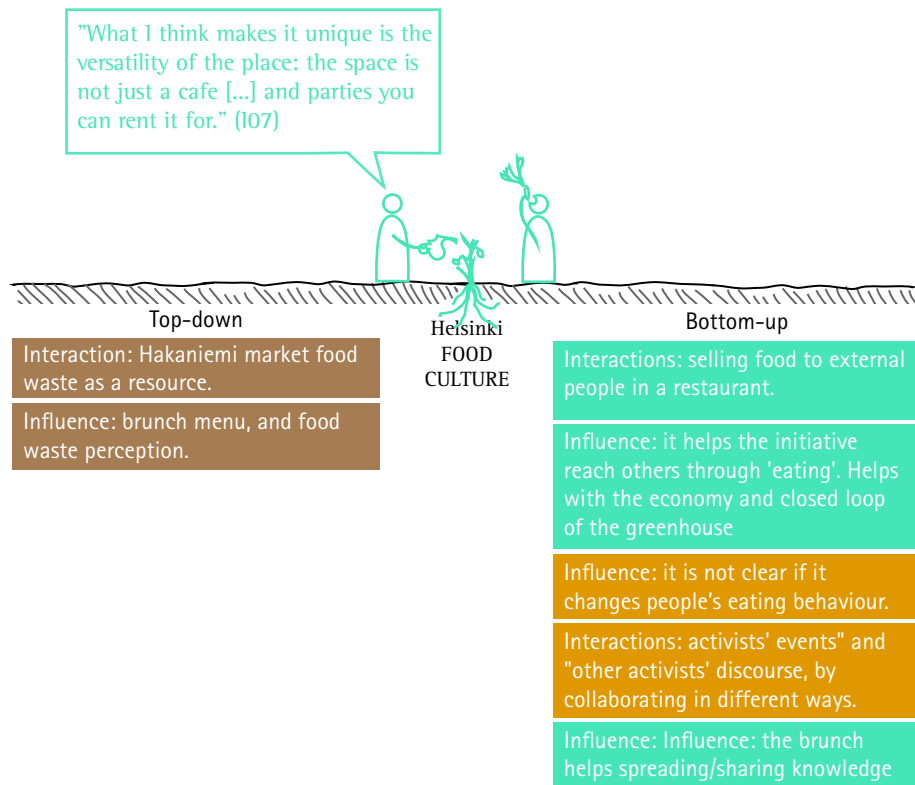 ”What I think makes it unique is the
versatility of the place: the space is
not just a cafe [...] and parties you
can rent it for.” (107)
Top-down
Interaction: Hakaniemi market food
waste as a resource.
Influence: brunch menu, and food
waste perception.
Helsinki
FOOD
CULTURE
Bottom-up
Interactions: selling food to external
people in a restaurant.
Influence: it helps the initiative
reach others through 'eating'. Helps
with the economy and closed loop
of the greenhouse
Influence: it is not clear if it
changes people’s eating behaviour.
Interactions: activists' events" and
"other activists' discourse, by
collaborating in different ways.
Influence: Influence: the brunch
helps spreading/sharing knowledge